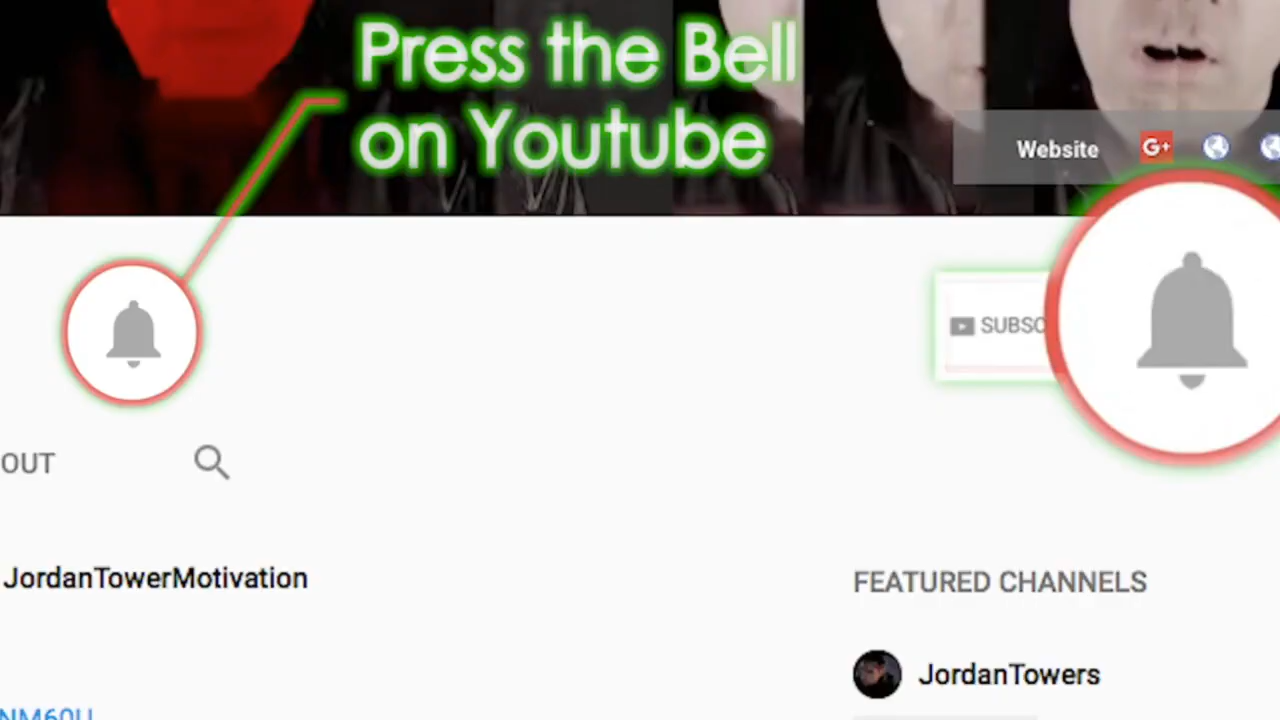 Press the Bell
on Youtube
Website
G+
SUBSC
OUT
JordanTowerMotivation
FEATURED CHANNELS
JordanTowers